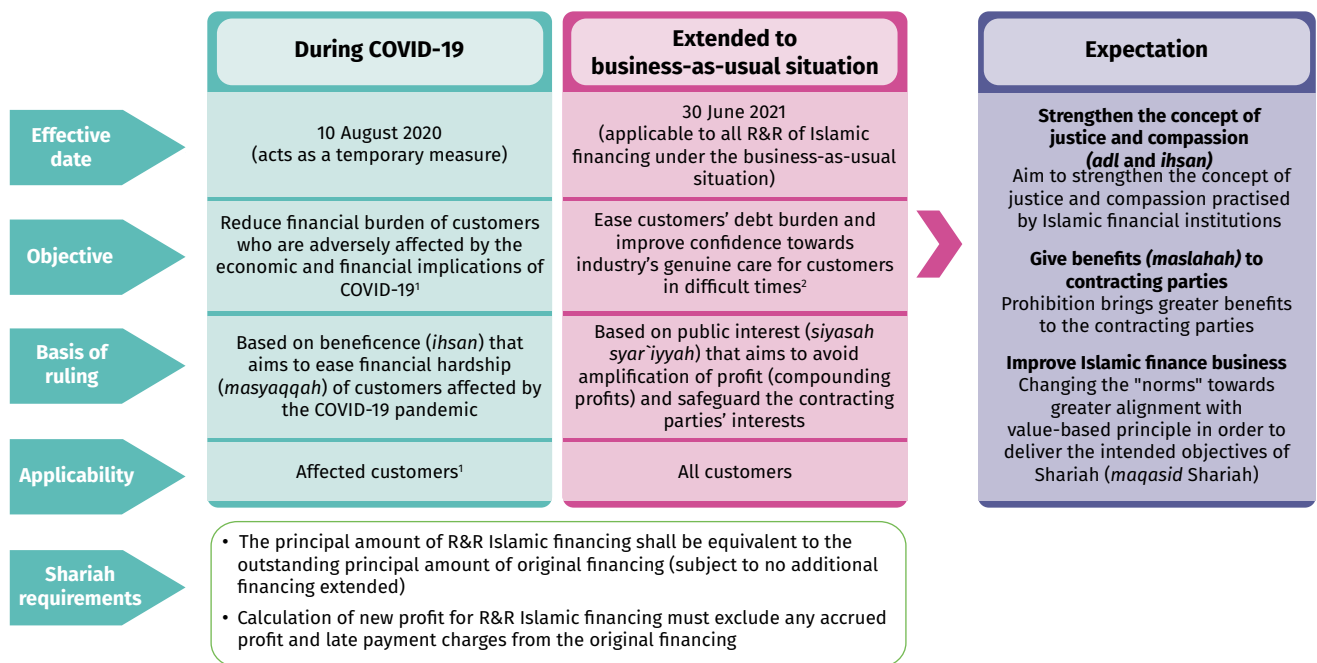 During COVID-19
Extended to
business-as-usual situation
Expectation
Effective
date
10 August 2020
(acts as a temporary measure)
30 June 2021
(applicable to all R&R of Islamic
financing under the business-as-usual
situation)
Objective
Reduce financial burden of customers
who are adversely affected by the
economic and financial implications of
COVID-19¹
Ease customers’ debt burden and
improve confidence towards
industry’s genuine care for customers
in difficult times²
Basis of
ruling
Based on beneficence (ihsan) that
aims to ease financial hardship
(masyaqqah) of customers affected by
the COVID-19 pandemic
Based on public interest (siyasah
syar`iyyah) that aims to avoid
amplification of profit (compounding
profits) and safeguard the contracting
parties’ interests
Applicability
Affected customers¹
All customers
Shariah
requirements
• The principal amount of R&R Islamic financing shall be equivalent to the
outstanding principal amount of original financing (subject to no additional
financing extended)
• Calculation of new profit for R&R Islamic financing must exclude any accrued
profit and late payment charges from the original financing
Strengthen the concept of
justice and compassion
(adl and ihsan)
Aim to strengthen the concept of
justice and compassion practised
by Islamic financial institutions
Give benefits (maslahah) to
contracting parties
Prohibition brings greater benefits
to the contracting parties
Improve Islamic finance business
Changing the "norms" towards
greater alignment with
value-based principle in order to
deliver the intended objectives of
Shariah (maqasid Shariah)